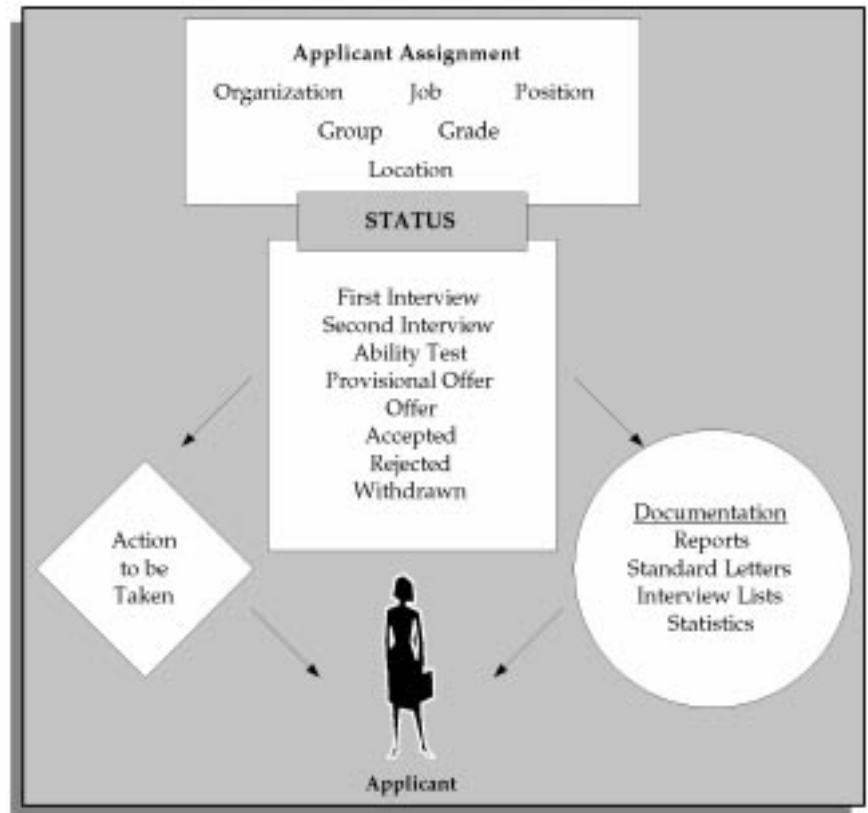 Applicant Assignment
Organization Job Position
Group Grade
Location
STATUS
First Interview
Second Interview
Ability Test
Provisional Offer
Offer
Accepted
Rejected
Withdrawn
Action
to be
Taken
Documentation
Reports
Standard Letters
Interview Lists
Statistics
Applicant